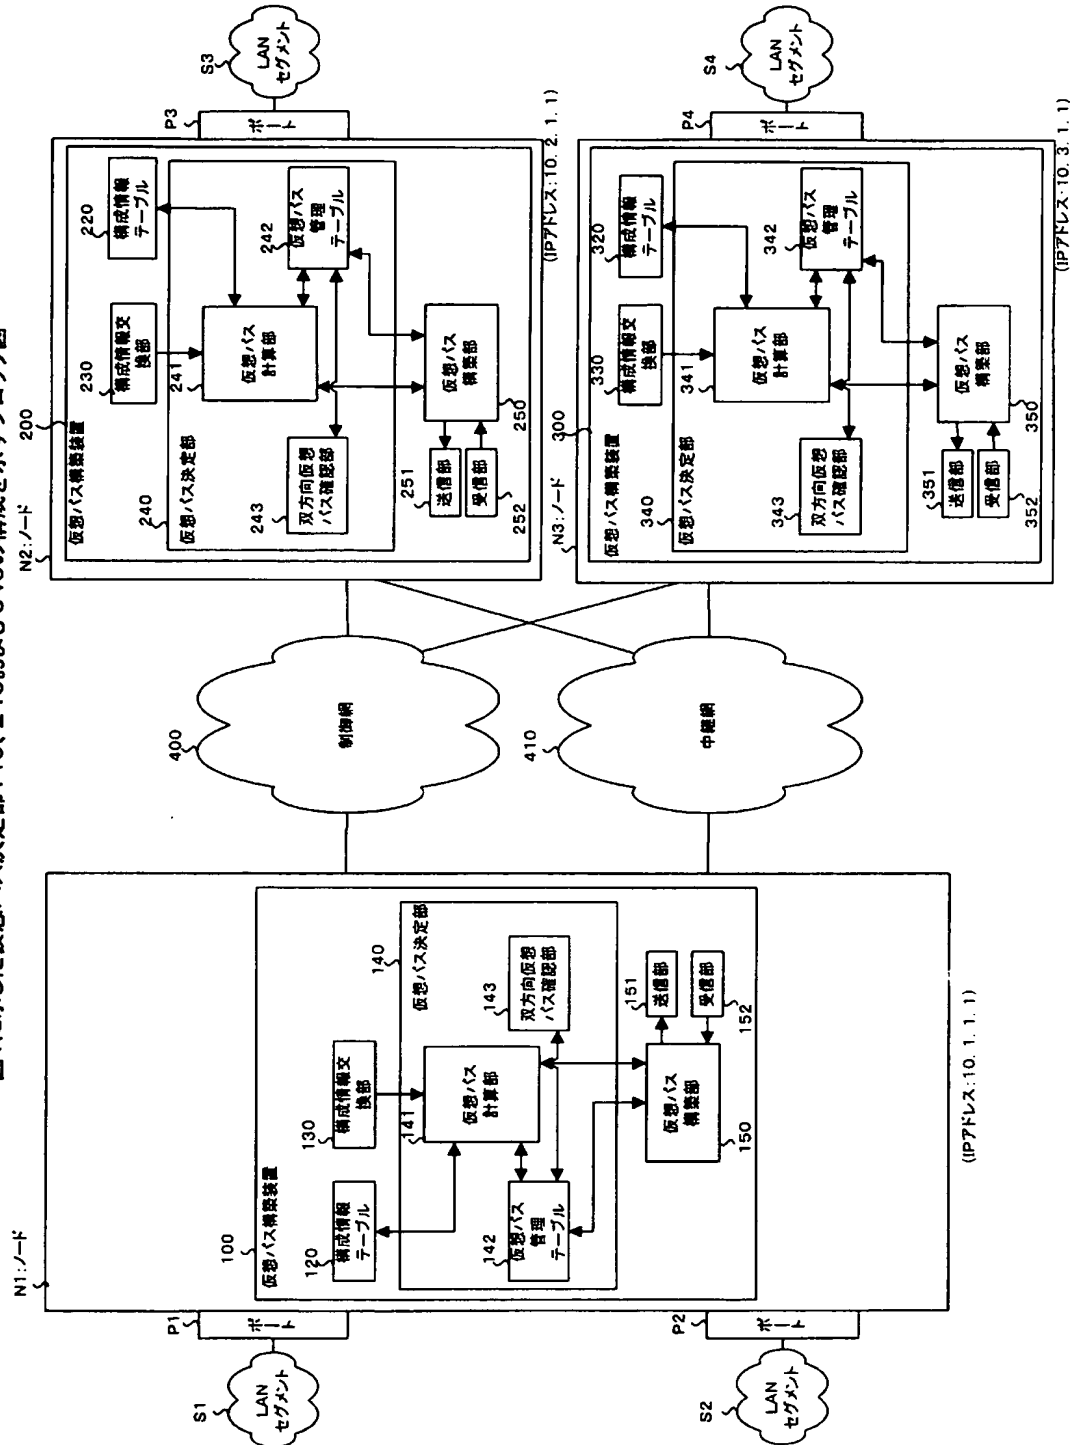 N1:ノード
100
仮想パス構築装置
120
構成情報
テーブル
130
構成情報交
換部
140
仮想パス決定部
141
仮想パス
計算部
142
仮想パス
管理
テーブル
143
双方向仮想
パス確認部
150
仮想パス
構築部
151
送信部
152
受信部
(IPアドレス:10. 1. 1. 1)
P1
ポート
S1
LAN
セグメント
P2
ポート
S2
LAN
セグメント
400
制御網
410
中継網
N2:ノード
200
仮想パス構築装置
220
構成情報
テーブル
230
構成情報交
換部
240
仮想パス決定部
241
仮想パス
計算部
242
仮想パス
管理
テーブル
243
双方向仮想
パス確認部
250
仮想パス
構築部
251
送信部
252
受信部
(IPアドレス:10. 2. 1. 1)
P3
ポート
S3
LAN
セグメント
N3:ノード
300
仮想パス構築装置
320
構成情報
テーブル
330
構成情報交
換部
340
仮想パス決定部
341
仮想パス
計算部
342
仮想パス
管理
テーブル
343
双方向仮想
パス確認部
350
仮想パス
構築部
351
送信部
352
受信部
(IPアドレス:10. 3. 1. 1)
P4
ポート
S4
LAN
セグメント